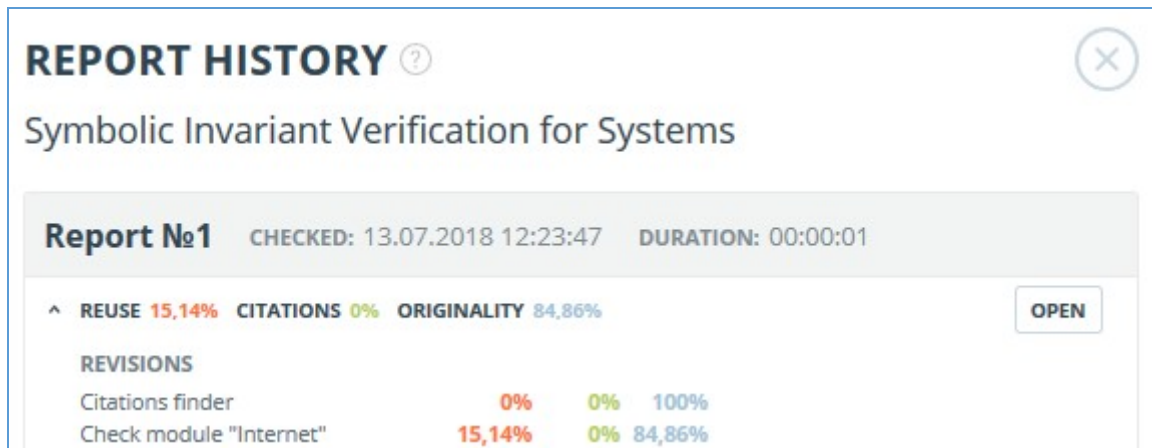 REPORT HISTORY ?
Symbolic Invariant Verification for Systems
Report №1 CHECKED: 13.07.2018 12:23:47 DURATION: 00:00:01
REUSE 15,14% CITATIONS 0% ORIGINALITY 84,86% OPEN
REVISIONS
Citations finder 0% 0% 100%
Check module "Internet" 15,14% 0% 84,86%